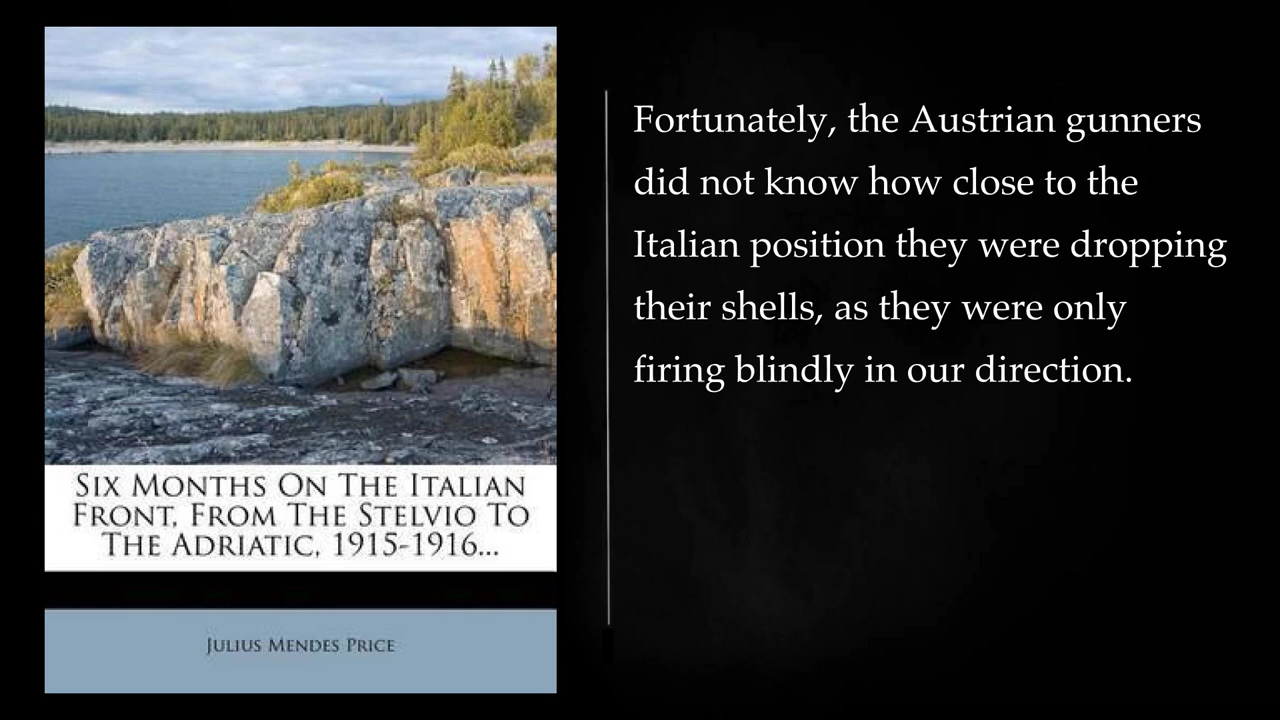 Six Months On The Italian
Front, From The Stelvio To
The Adriatic, 1915-1916...
Julius Mendes Price
Fortunately, the Austrian gunners
did not know how close to the
Italian position they were dropping
their shells, as they were only
firing blindly in our direction.